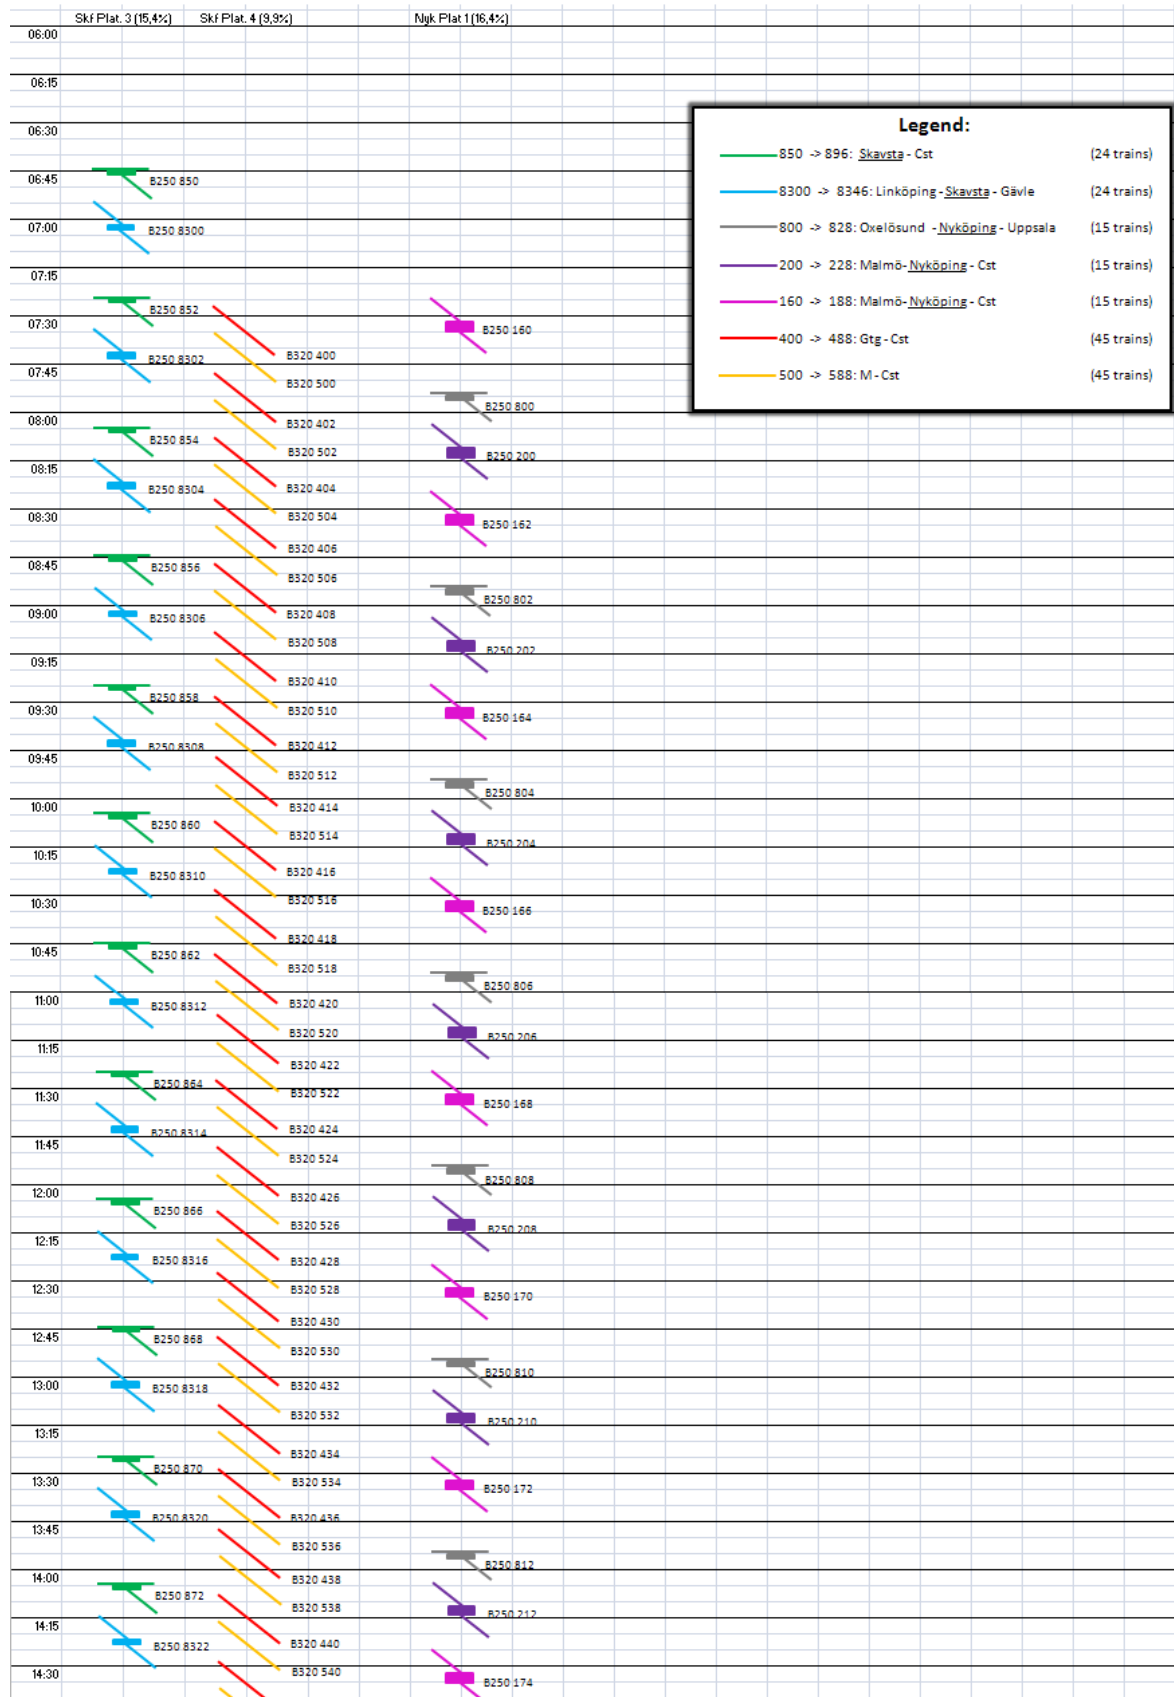 Skf Plat. 3 (15,4%) Skf Plat. 4 (9,9%) Nyk Plat 1 (16,4%)
06:00
06:15
Legend:
850 -> 896: Skavsta - Cst (24 trains)
8300 -> 8346: Linköping - Skavsta - Gävle (24 trains)
800 -> 828: Oxelösund - Nyköping - Uppsala (15 trains)
200 -> 228: Malmö- Nyköping - Cst (15 trains)
160 -> 188: Malmö- Nyköping - Cst (15 trains)
400 -> 488: Gtg - Cst (45 trains)
500 -> 588: M - Cst (45 trains)
06:30
06:45 B250 850
07:00 B250 8300
07:15
B250 852
07:30 B250 160
B320 400
B250 8302
07:45 B320 500
B250 800
08:00 B320 402
B250 854
B320 502 B250 200
08:15
B250 8304 B320 404
08:30 B320 504
B250 162
B320 406
08:45 B250 856
B320 506
B250 802
09:00 B250 8306 B320 408
B320 508
B250 202
09:15
B320 410
B250 858
09:30 B320 510
B250 164
B250 8308 B320 412
09:45
B320 512
B250 804
10:00 B320 414
B250 860
B320 514
B250 204
10:15
B250 8310 B320 416
10:30 B320 516
B250 166
B320 418
10:45 B250 862
B320 518
B250 806
11:00 B250 8312 B320 420
B320 520
B250 206
11:15
B320 422
B250 864
11:30 B320 522
B250 168
B250 8314 B320 424
11:45
B320 524
B250 808
12:00 B320 426
B250 866
B320 526
B250 208
12:15
B250 8316 B320 428
12:30 B320 528
B250 170
B320 430
12:45 B250 868
B320 530
B250 810
13:00 B250 8318 B320 432
B320 532
B250 210
13:15
B320 434
B250 870
13:30 B320 534
B250 172
B250 8320 B320 436
13:45
B320 536
B250 812
14:00 B320 438
B250 872
B320 538
B250 212
14:15
B250 8322 B320 440
14:30 B320 540
B250 174